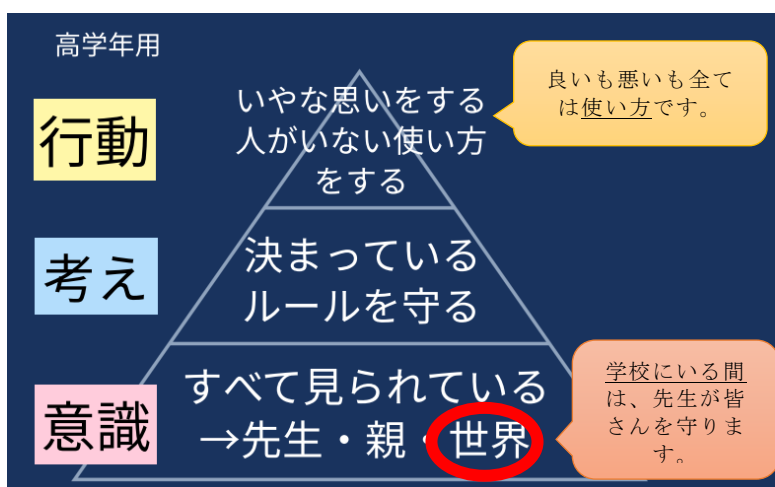 高学年用
行動
いやな思いをする
人がいない使い方
をする
良いも悪いも全て
は使い方です。
考え
決まっている
ルールを守る
意識
すべて見られている
→先生・親・世界
学校にいる間
は、先生が皆
さんを守りま
す。